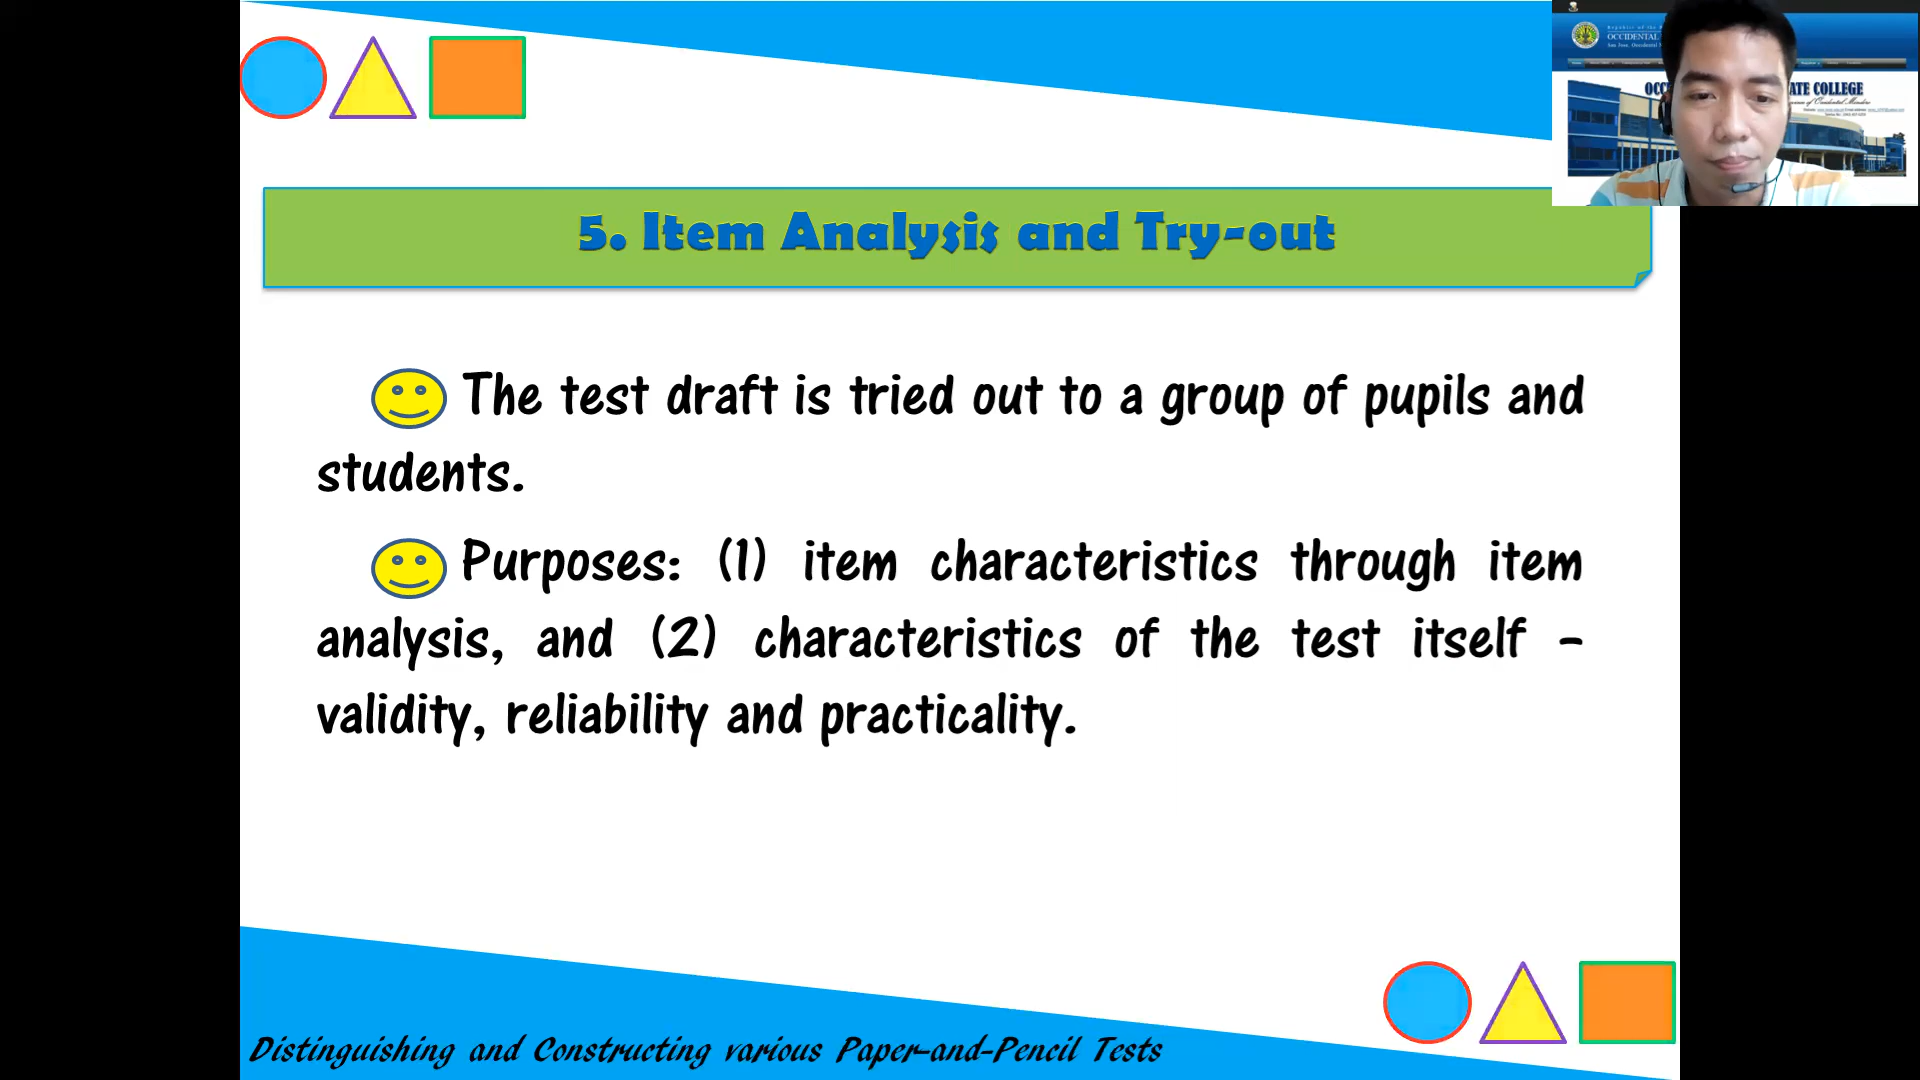 5. Item Analysis and Try-out
The test draft is tried out to a group of pupils and
students.
Purposes: (1) item characteristics through item
analysis, and (2) characteristics of the test itself –
validity, reliability and practicality.
Distinguishing and Constructing various Paper-and-Pencil Tests
OCCIDENTAL
ATE COLLEGE